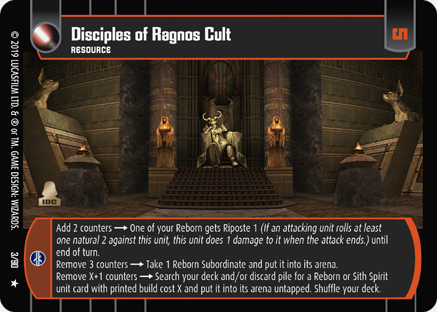 Disciples of Ragnos Cult
RESOURCE
5
© 2019 LUCASFILM LTD. & ® or TM. GAME DESIGN: WIZARDS.
3/90
10C
Add 2 counters → One of your Reborn gets Riposte 1 (If an attacking unit rolls at least
one natural 2 against this unit, this unit does 1 damage to it when the attack ends.) until
end of turn.
Remove 3 counters → Take 1 Reborn Subordinate and put it into its arena.
Remove X+1 counters → Search your deck and/or discard pile for a Reborn or Sith Spirit
unit card with printed build cost X and put it into its arena untapped. Shuffle your deck.